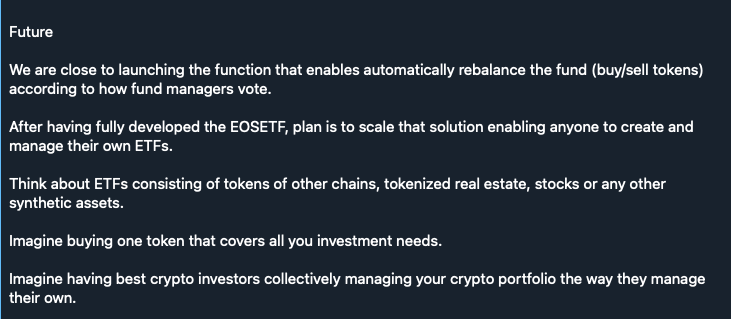 Future
We are close to launching the function that enables automatically rebalance the fund (buy/sell tokens)
according to how fund managers vote.
After having fully developed the EOSETF, plan is to scale that solution enabling anyone to create and
manage their own ETFs.
Think about ETFs consisting of tokens of other chains, tokenized real estate, stocks or any other
synthetic assets.
Imagine buying one token that covers all you investment needs.
Imagine having best crypto investors collectively managing your crypto portfolio the way they manage
their own.